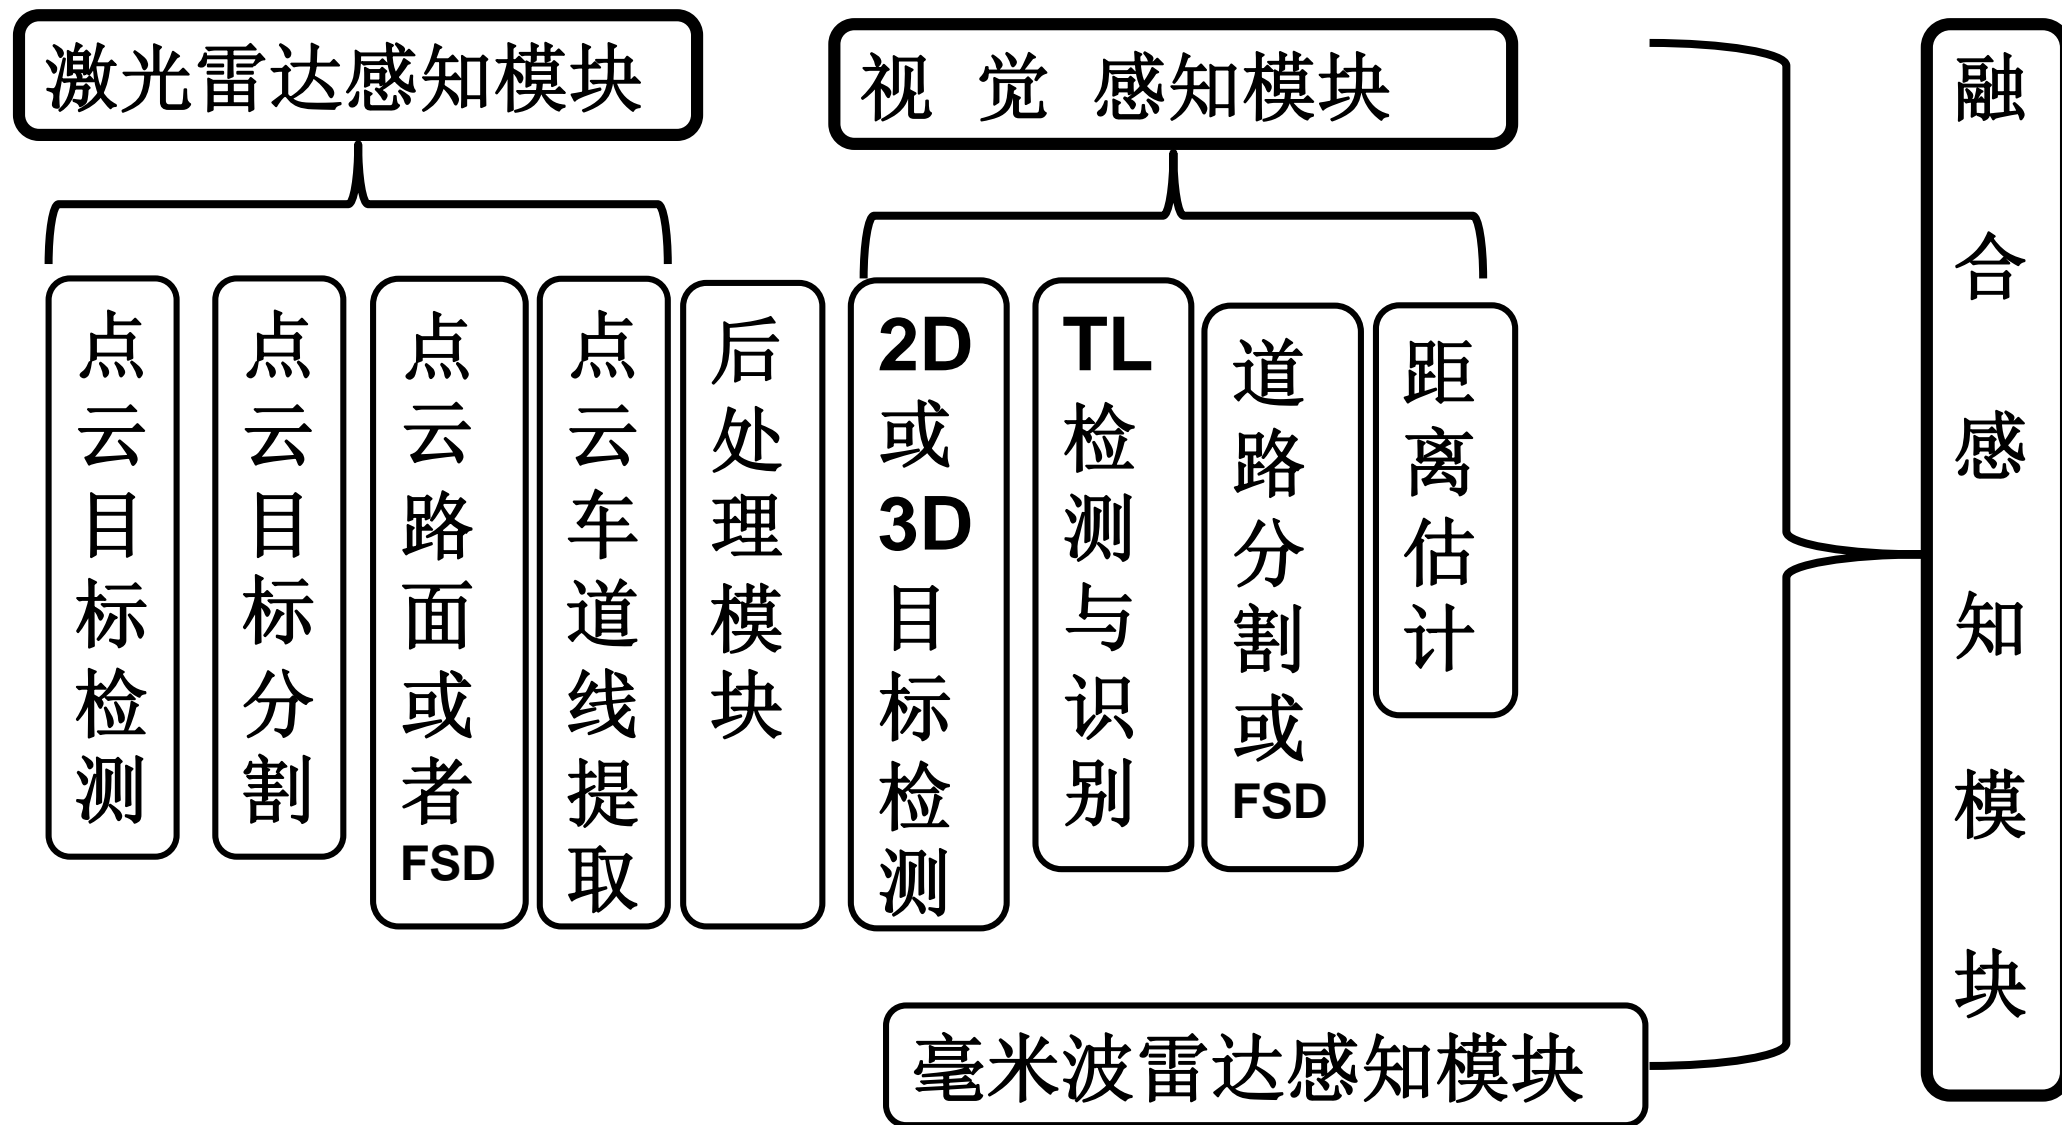 激光雷达感知模块
视 觉 感知模块
点云目标检测
点云目标分割
点云路面或者FSD
点云车道线提取
后处理模块
2D或3D目标检测
TL检测与识别
道路分割或FSD
距离估计
毫米波雷达感知模块
融合感知模块